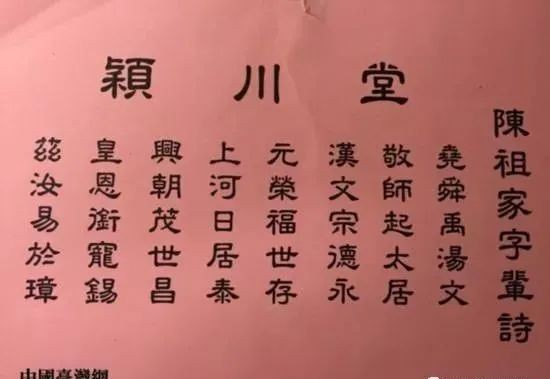 穎川堂
陳祖家字輩詩
堯舜禹湯文
敬師起太居
漢文宗德永
元榮福世存
上河日居泰
興朝茂世昌
皇恩銜寵錫
茲汝易於璋
中國臺灣網